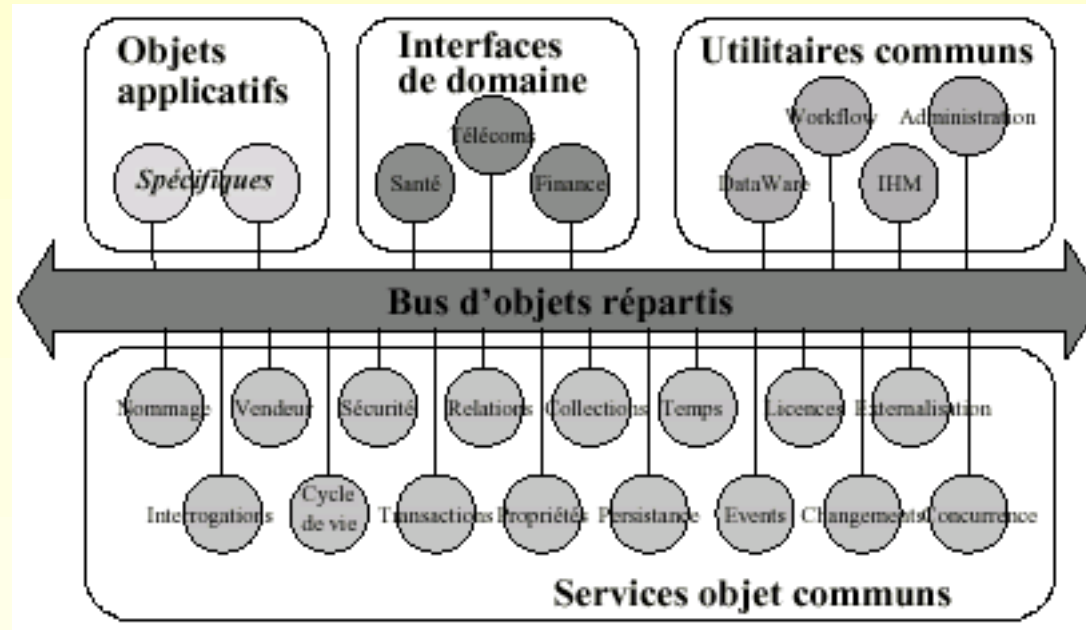 Objets
applicatifs
Spécifiques
Interfaces
de domaine
Télécoms
Santé
Finance
Utilitaires communs
Workflow
Administration
DataWare
IHM
Bus d'objets répartis
Nommage
Vendeur
Sécurité
Relations
Collections
Temps
Licences
Externalisation
Interrogations
Cycle
de vie
Transactions
Propriétés
Persistance
Events
Changements
Concurrence
Services objet communs